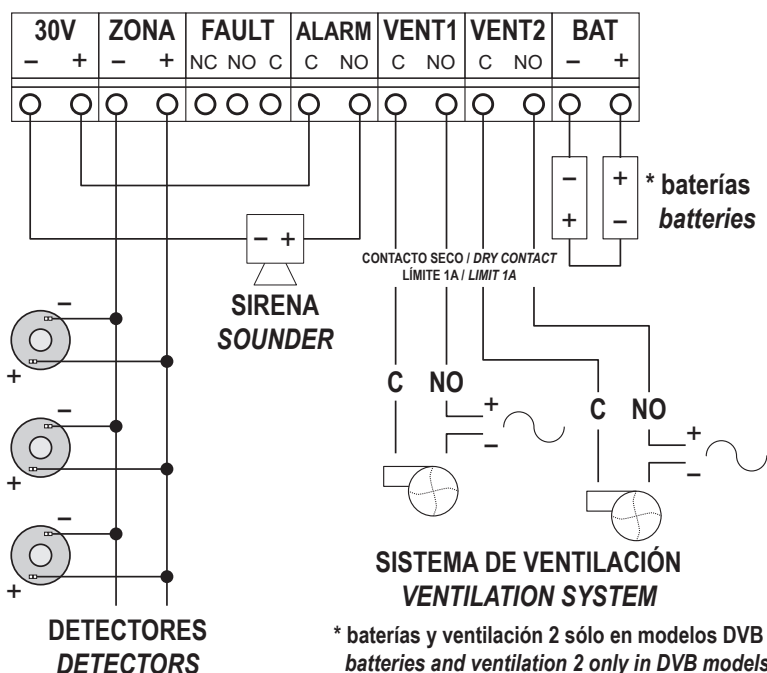 30V ZONA FAULT ALARM VENT1 VENT2 BAT
− + − + NC NO C C NO C NO C NO − +
− + * baterías
+ − batteries
− +
CONTACTO SECO / DRY CONTACT
LÍMITE 1A / LIMIT 1A
SIRENA
SOUNDER
−
+
C NO
+
−
C NO
+
−
−
+
−
+
SISTEMA DE VENTILACIÓN
VENTILATION SYSTEM
DETECTORES
DETECTORS
* baterías y ventilación 2 sólo en modelos DVB
batteries and ventilation 2 only in DVB models